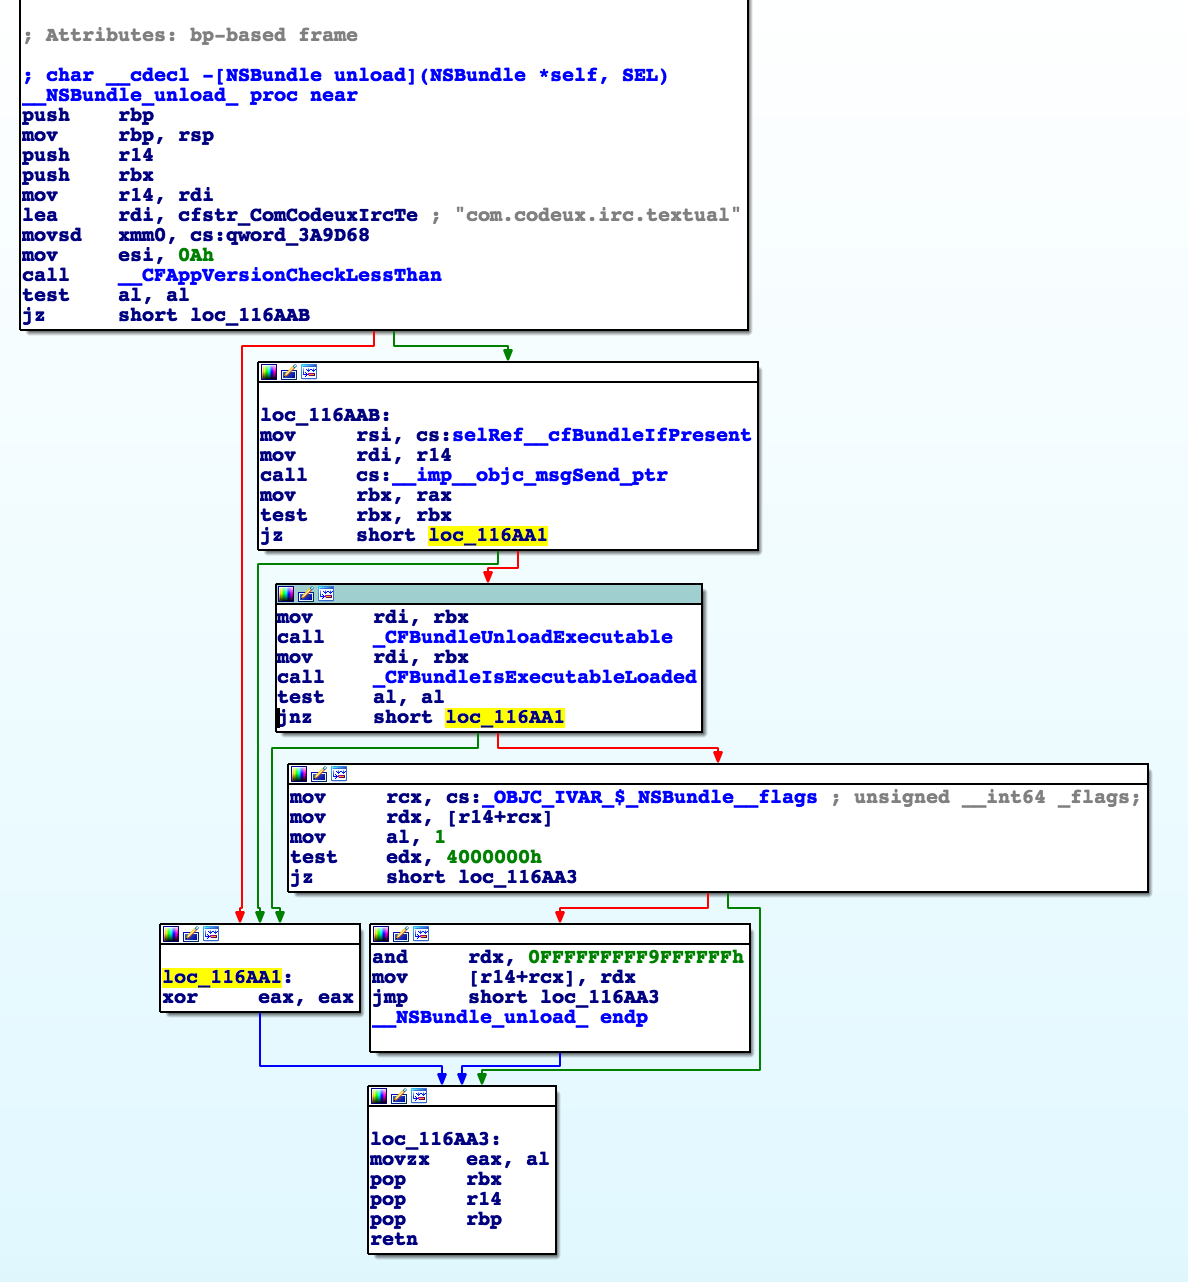 ; Attributes: bp-based frame
; char __cdecl -[NSBundle unload](NSBundle *self, SEL)
__NSBundle_unload_ proc near
push rbp
mov rbp, rsp
push r14
push rbx
mov r14, rdi
lea rdi, cfstr_ComCodeuxIrcTe ; "com.codeux.irc.textual"
movsd xmm0, cs:qword_3A9D68
mov esi, 0Ah
call __CFAppVersionCheckLessThan
test al, al
jz short loc_116AAB
loc_116AAB:
mov rsi, cs:selRef__cfBundleIfPresent
mov rdi, r14
call cs:__imp__objc_msgSend_ptr
mov rbx, rax
test rbx, rbx
jz short loc_116AA1
mov rdi, rbx
call _CFBundleUnloadExecutable
mov rdi, rbx
call _CFBundleIsExecutableLoaded
test al, al
jnz short loc_116AA1
mov rcx, cs:_OBJC_IVAR_$_NSBundle__flags ; unsigned __int64 _flags;
mov rdx, [r14+rcx]
mov al, 1
test edx, 4000000h
jz short loc_116AA3
loc_116AA1:
xor eax, eax
and rdx, 0FFFFFFFFF9FFFFFFh
mov [r14+rcx], rdx
jmp short loc_116AA3
__NSBundle_unload_ endp
loc_116AA3:
movzx eax, al
pop rbx
pop r14
pop rbp
retn